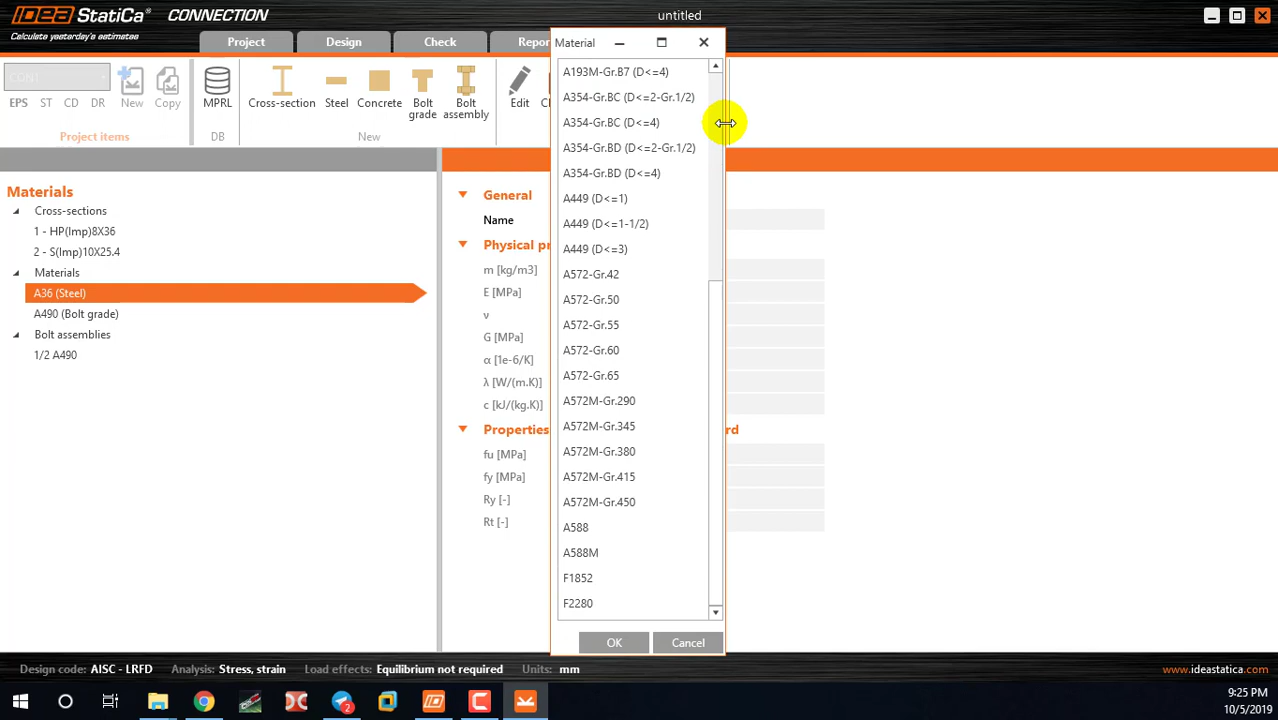 IDEA StatiCa® CONNECTION
Calculate yesterday's estimates
untitled
Project
Design
Check
Repor
CON1
EPS ST CD DR
New
Copy
Project items
MPRL
DB
Cross-section
Steel
Concrete
Bolt grade
Bolt assembly
New
Edit
Materials
Cross-sections
1 - HP(Imp)8X36
2 - S(Imp)10X25.4
Materials
A36 (Steel)
A490 (Bolt grade)
Bolt assemblies
1/2 A490
General
Name
Physical pr
m [kg/m3]
E [MPa]
ν
G [MPa]
α [1e-6/K]
λ [W/(m.K)]
c [kJ/(kg.K)]
Properties
rd
fu [MPa]
fy [MPa]
Ry [-]
Rt [-]
Material
A193M-Gr.B7 (D<=4)
A354-Gr.BC (D<=2-Gr.1/2)
A354-Gr.BC (D<=4)
A354-Gr.BD (D<=2-Gr.1/2)
A354-Gr.BD (D<=4)
A449 (D<=1)
A449 (D<=1-1/2)
A449 (D<=3)
A572-Gr.42
A572-Gr.50
A572-Gr.55
A572-Gr.60
A572-Gr.65
A572M-Gr.290
A572M-Gr.345
A572M-Gr.380
A572M-Gr.415
A572M-Gr.450
A588
A588M
F1852
F2280
OK
Cancel
Design code: AISC - LRFD Analysis: Stress, strain Load effects: Equilibrium not required Units: mm
www.ideastatica.com
2
9:25 PM
10/5/2019